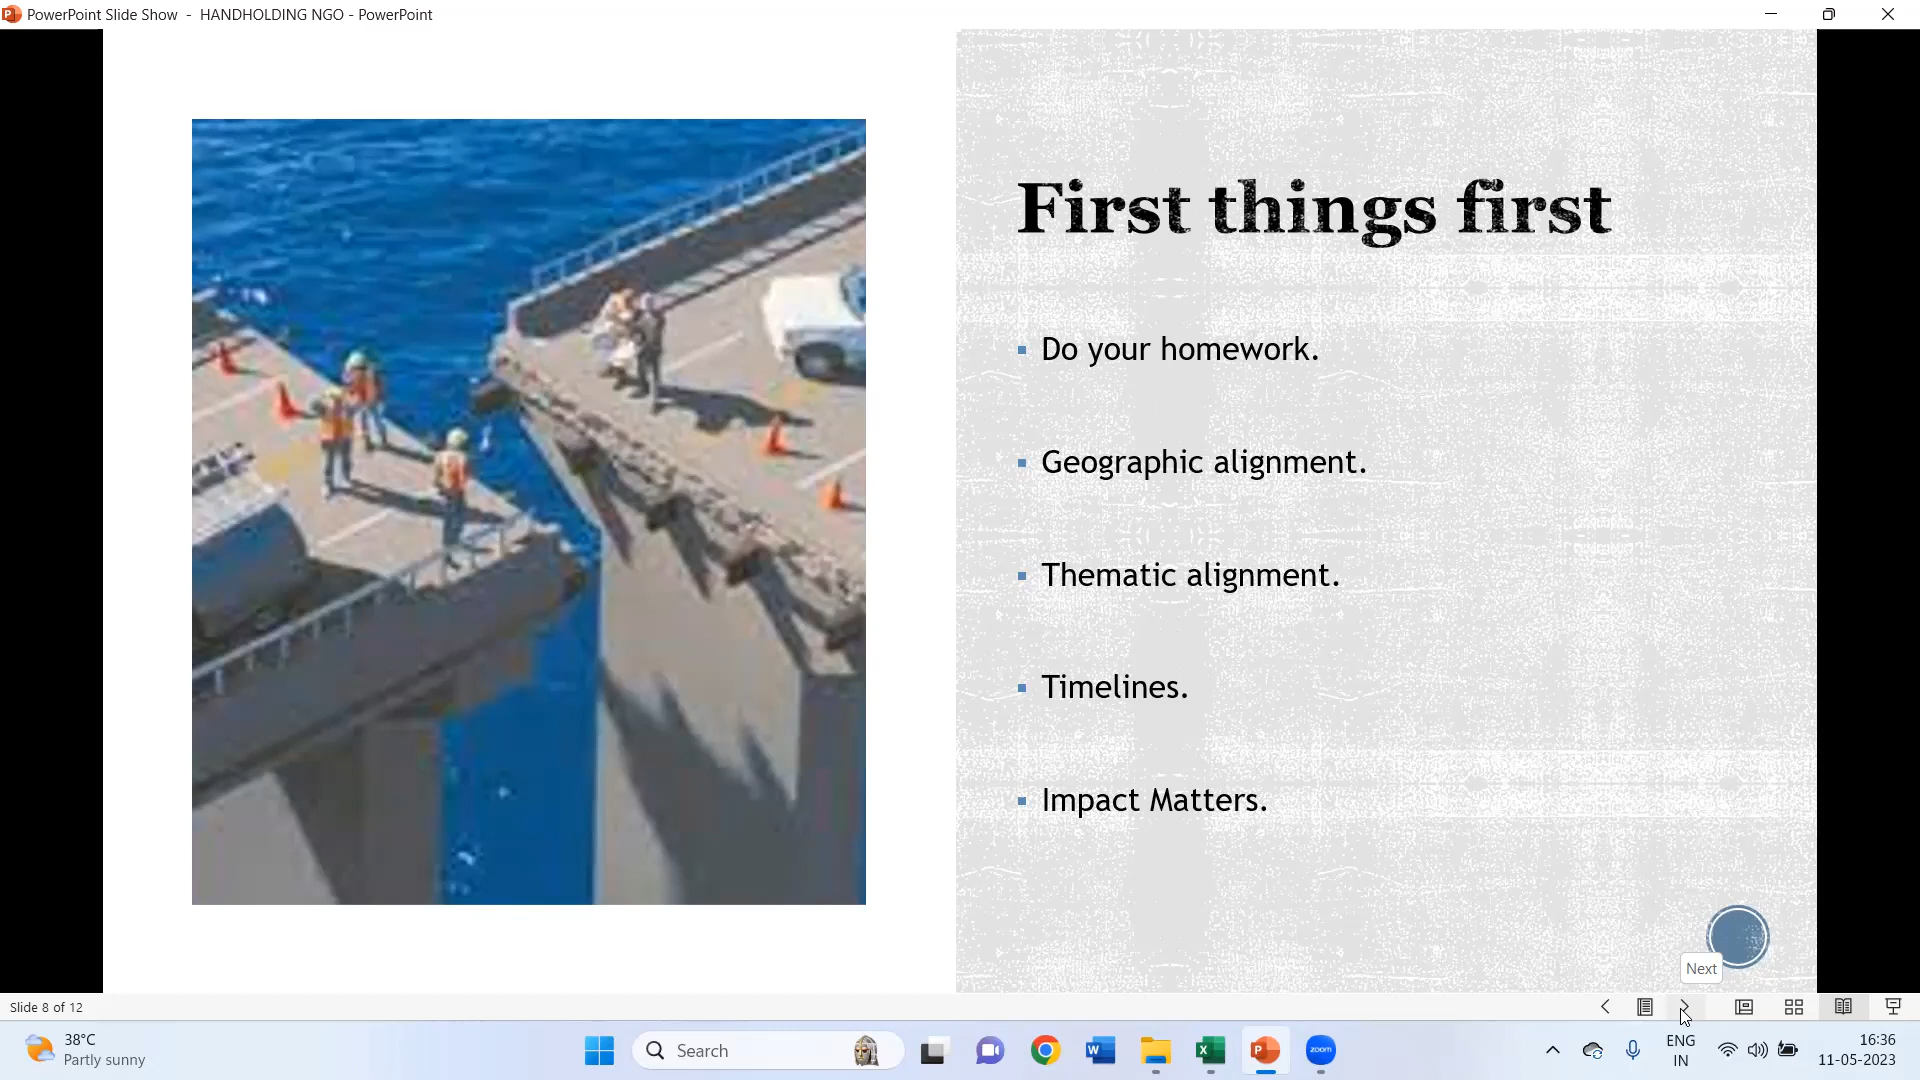 PowerPoint Slide Show - HANDHOLDING NGO - PowerPoint
First things first
Do your homework.
Geographic alignment.
Thematic alignment.
Timelines.
Impact Matters.
Next
Slide 8 of 12
38°C
Partly sunny
Search
zoom
ENG
IN
16:36
11-05-2023